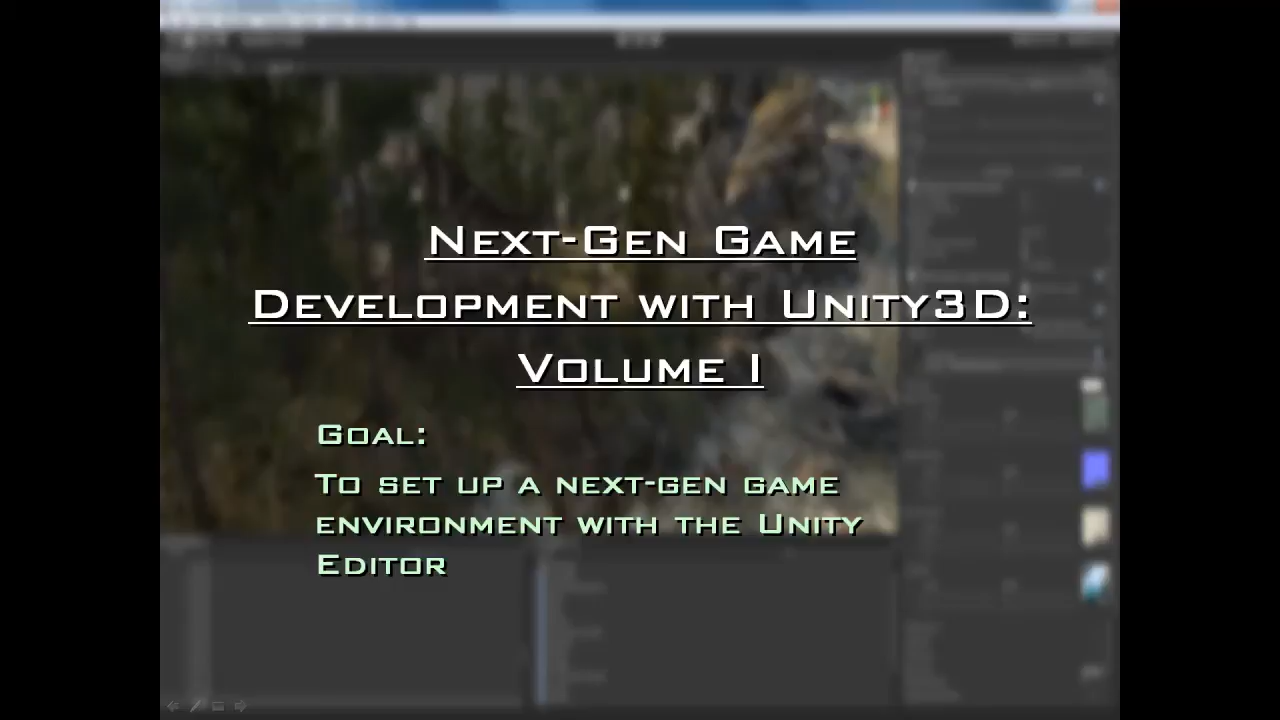 Next-Gen Game
Development with Unity3D:
Volume I
Goal:
To set up a next-gen game
environment with the Unity
Editor